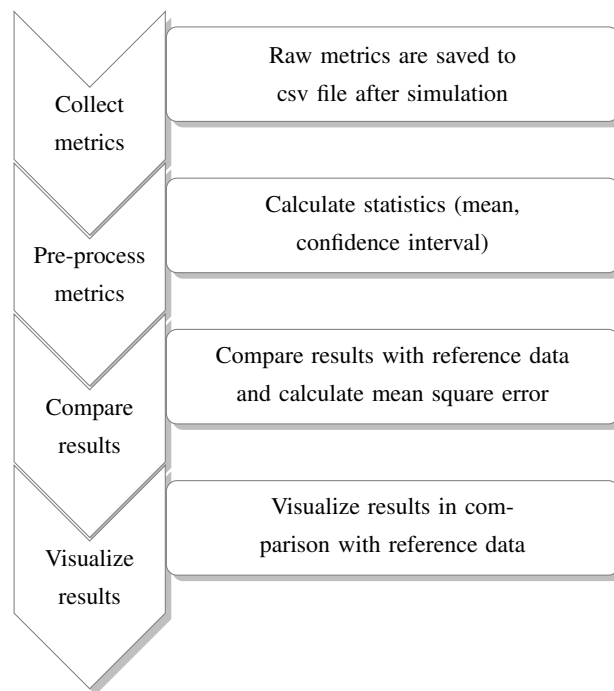 Collect
metrics
Raw metrics are saved to
csv file after simulation
Pre-process
metrics
Calculate statistics (mean,
confidence interval)
Compare
results
Compare results with reference data
and calculate mean square error
Visualize
results
Visualize results in com-
parison with reference data